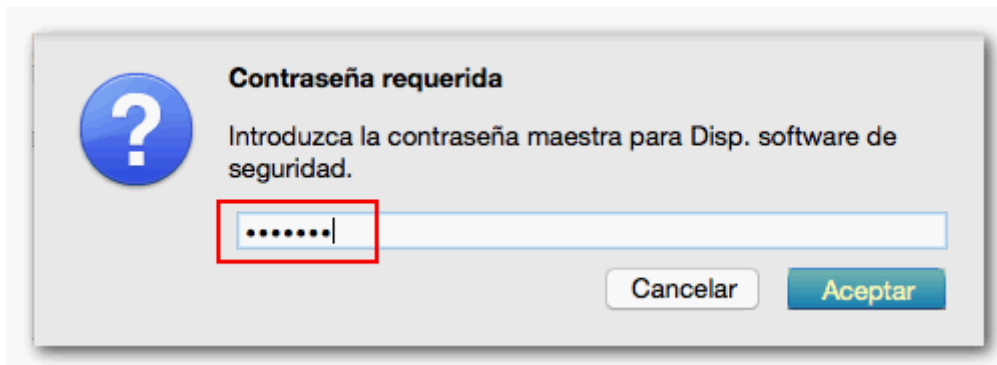 Contraseña requerida
Introduzca la contraseña maestra para Disp. software de
seguridad.
•••••••
Cancelar
Aceptar